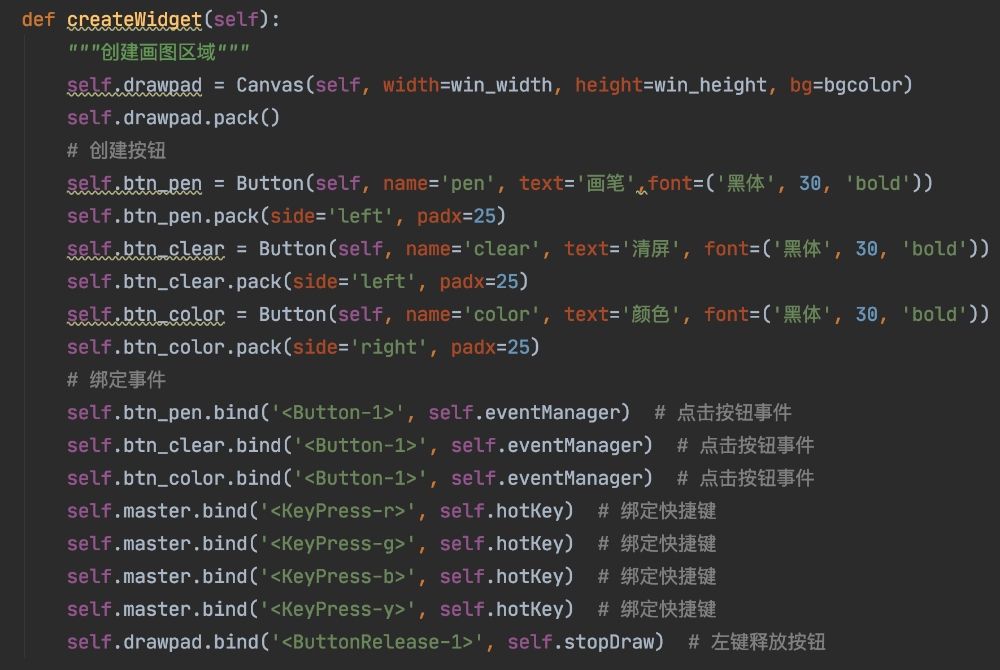 def createWidget(self):
    """创建画图区域"""
    self.drawpad = Canvas(self, width=win_width, height=win_height, bg=bgcolor)
    self.drawpad.pack()
    # 创建按钮
    self.btn_pen = Button(self, name='pen', text='画笔',font=('黑体', 30, 'bold'))
    self.btn_pen.pack(side='left', padx=25)
    self.btn_clear = Button(self, name='clear', text='清屏', font=('黑体', 30, 'bold'))
    self.btn_clear.pack(side='left', padx=25)
    self.btn_color = Button(self, name='color', text='颜色', font=('黑体', 30, 'bold'))
    self.btn_color.pack(side='right', padx=25)
    # 绑定事件
    self.btn_pen.bind('<Button-1>', self.eventManager)  # 点击按钮事件
    self.btn_clear.bind('<Button-1>', self.eventManager)  # 点击按钮事件
    self.btn_color.bind('<Button-1>', self.eventManager)  # 点击按钮事件
    self.master.bind('<KeyPress-r>', self.hotKey)  # 绑定快捷键
    self.master.bind('<KeyPress-g>', self.hotKey)  # 绑定快捷键
    self.master.bind('<KeyPress-b>', self.hotKey)  # 绑定快捷键
    self.master.bind('<KeyPress-y>', self.hotKey)  # 绑定快捷键
    self.drawpad.bind('<ButtonRelease-1>', self.stopDraw)  # 左键释放按钮